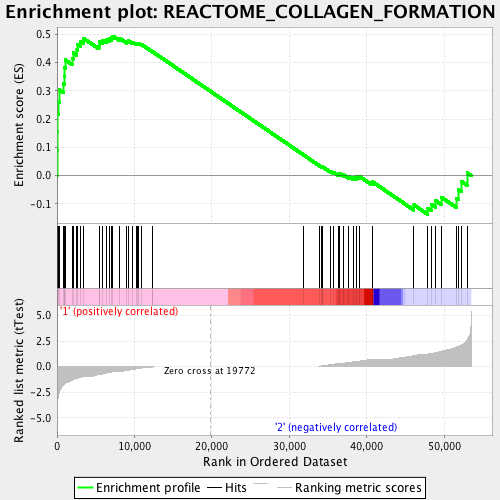 Enrichment plot: REACTOME_COLLAGEN_FORMATION
Enrichment score (ES)
0.5
0.4
0.3
0.2
0.1
0.0
-0.1
'1' (positively correlated)
Ranked list metric (tTest)
5.0
2.5
0.0
-2.5
-5.0
Zero cross at 19772
'2' (negatively correlated)
0
10,000
20,000
30,000
40,000
50,000
Rank in Ordered Dataset
Enrichment profile
Hits
Ranking metric scores